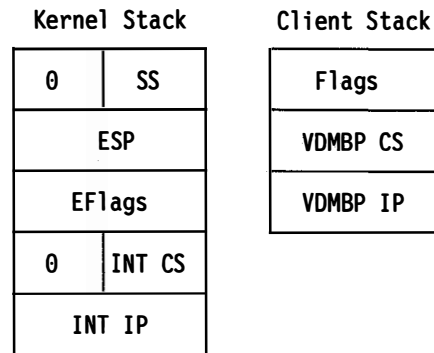 Kernel Stack
0 SS
ESP
EFlags
0 INT CS
INT IP
Client Stack
Flags
VDMBP CS
VDMBP IP